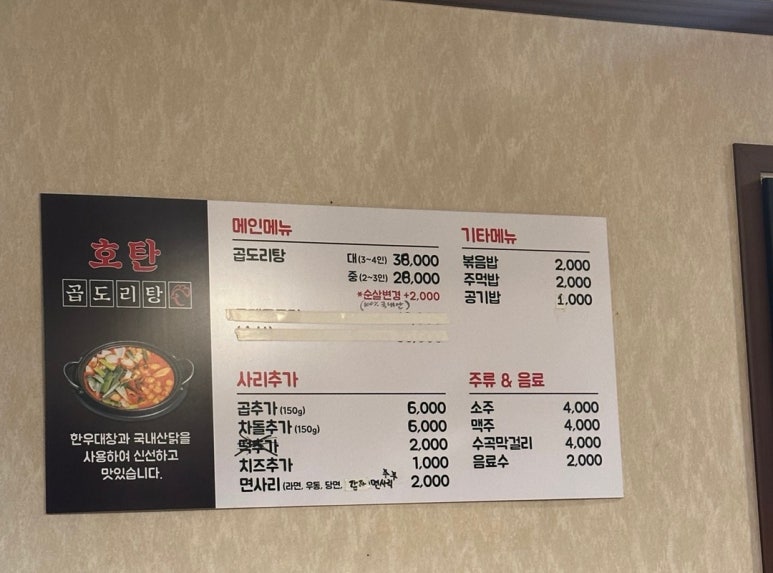 호탄
곱도리탕
한우대창과 국내산닭을
사용하여 신선하고
맛있습니다.
메인메뉴
곱도리탕 대(3~4인) 38,000
중(2~3인) 28,000
*순살변경 +2,000
사리추가
곱추가(150g) 6,000
차돌추가(150g) 6,000
떡추가 2,000
치즈추가 1,000
면사리(라면, 우동, 당면, 면사리 2,000
기타메뉴
볶음밥 2,000
주먹밥 2,000
공기밥 1,000
주류 & 음료
소주 4,000
맥주 4,000
수곡막걸리 4,000
음료수 2,000